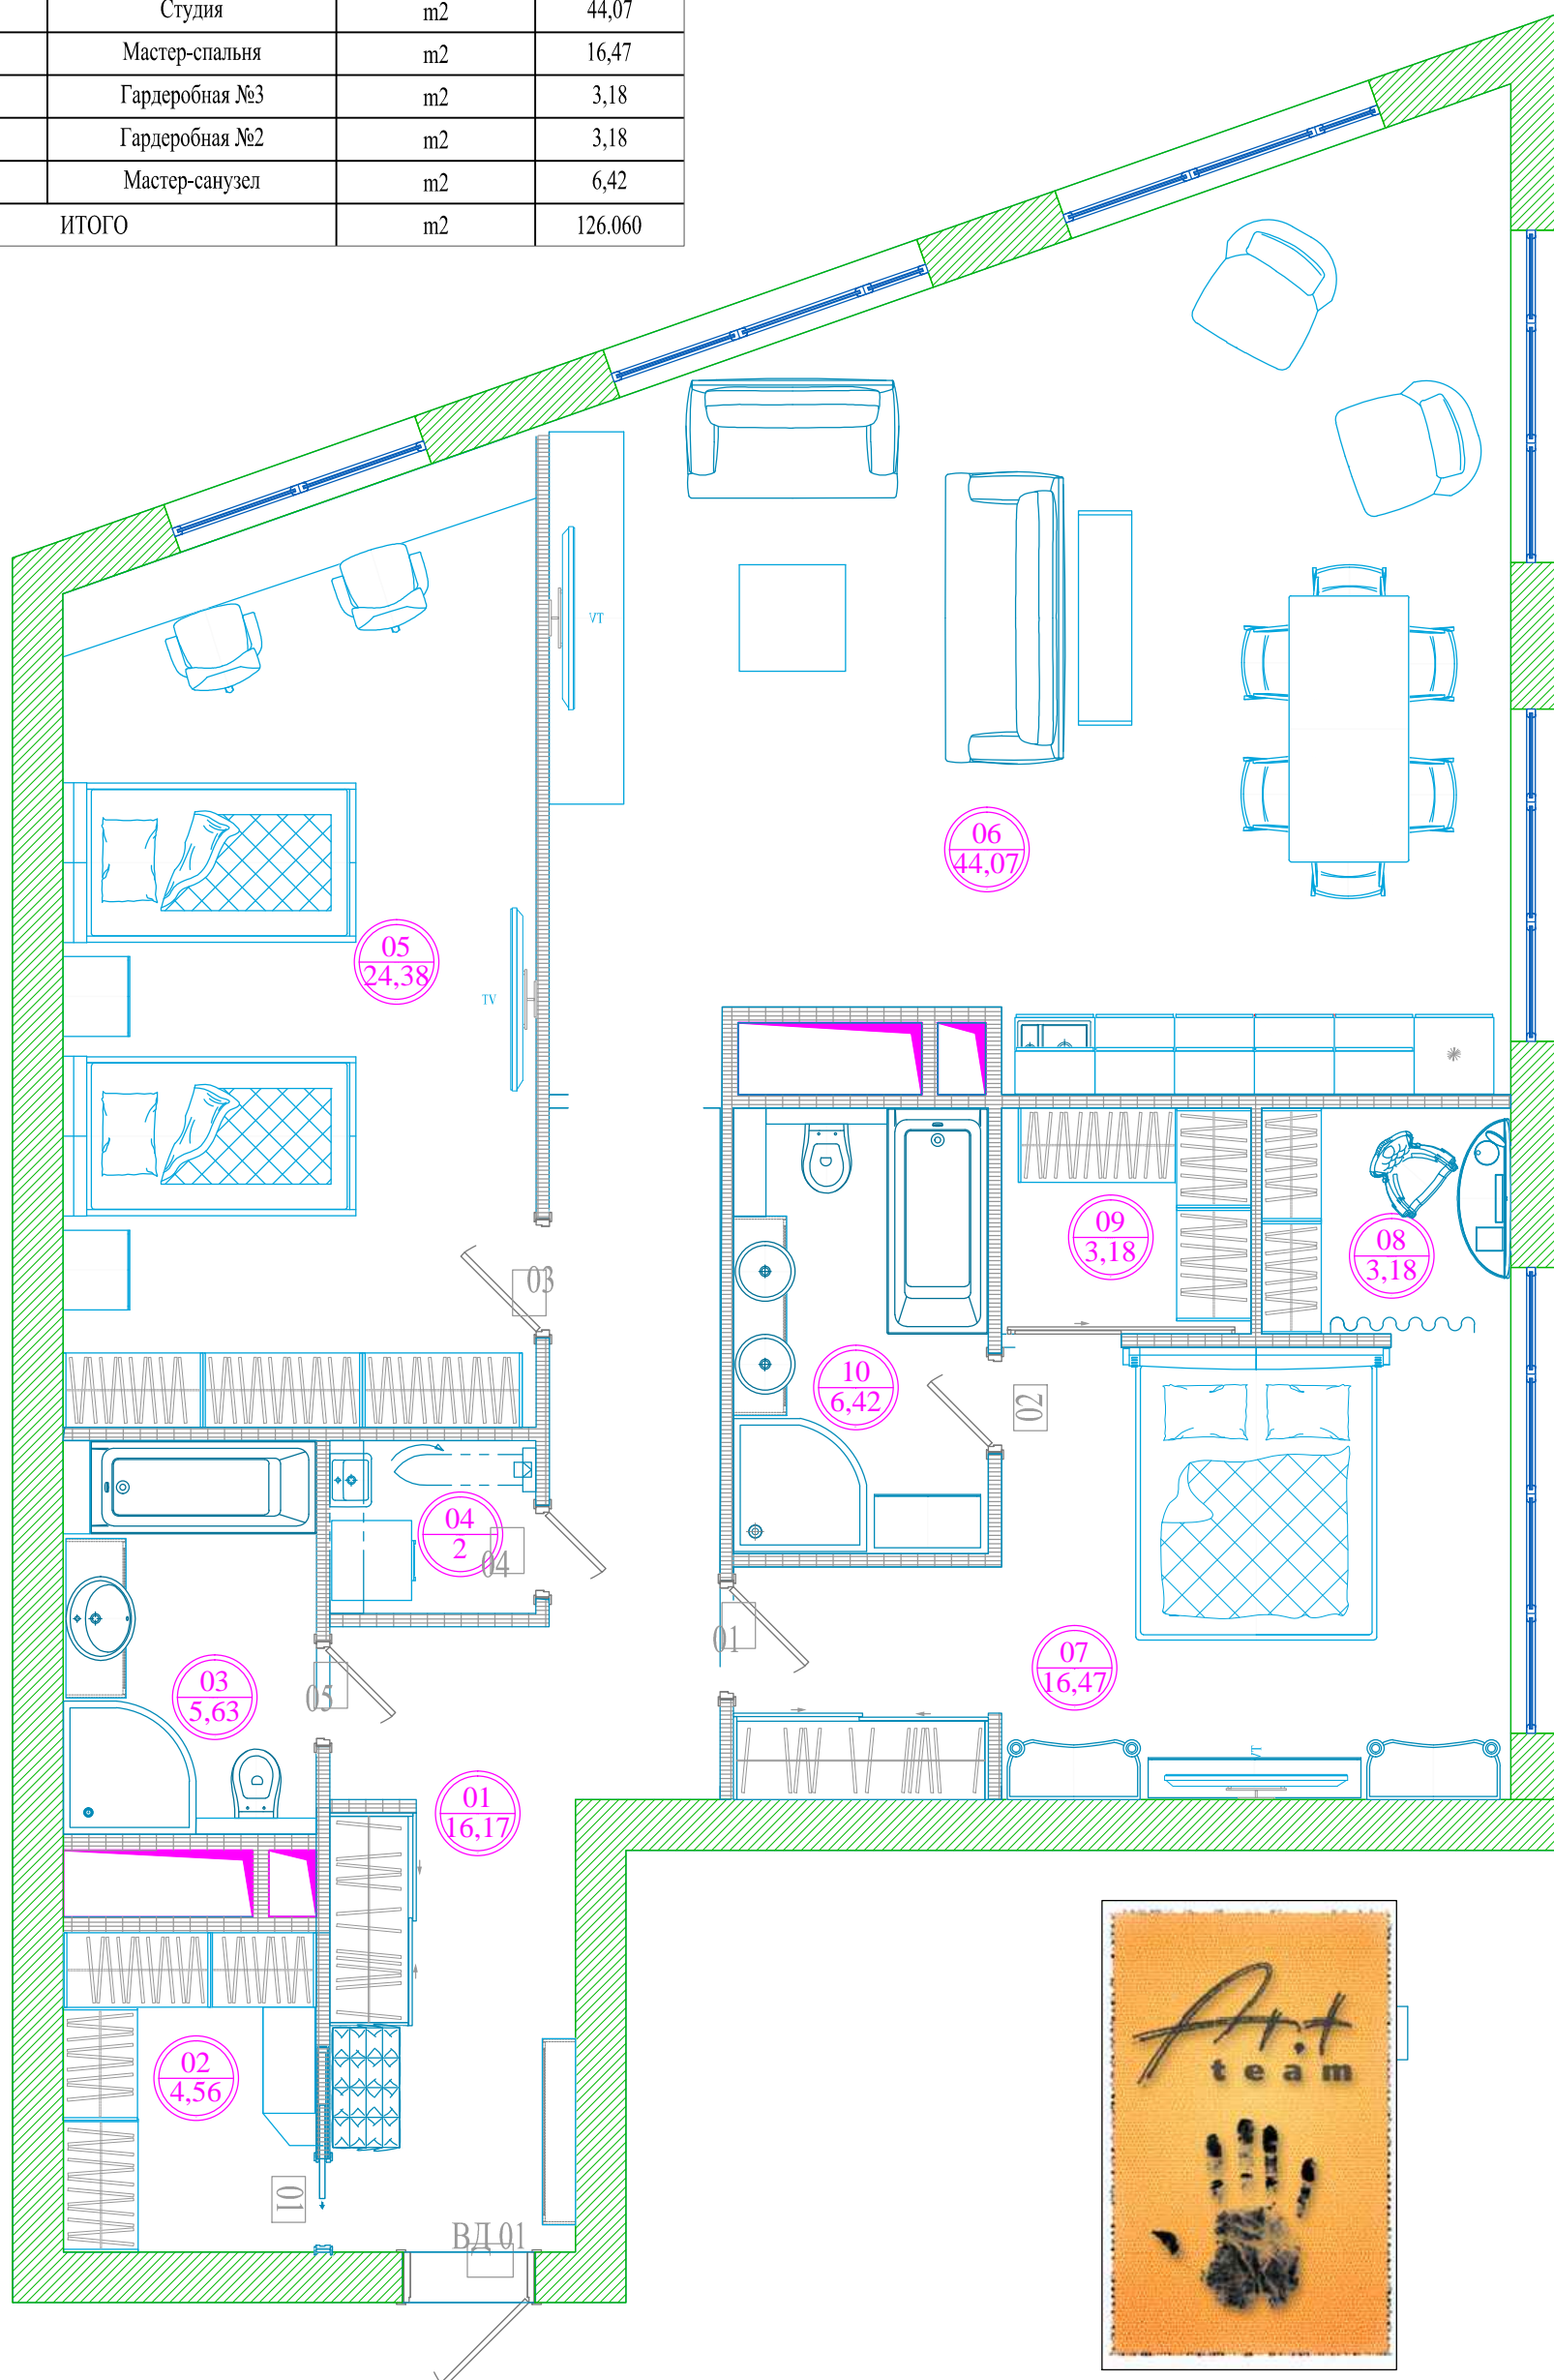 Студия m2 44,07
Мастер-спальня m2 16,47
Гардеробная №3 m2 3,18
Гардеробная №2 m2 3,18
Мастер-санузел m2 6,42
ИТОГО m2 126.060
VT
06
44,07
05
24,38
TV
03
09
3,18
08
3,18
10
6,42
02
04
2
04
01
07
16,47
03
5,63
05
VT
01
16,17
02
4,56
10
ВД 01
Art
team